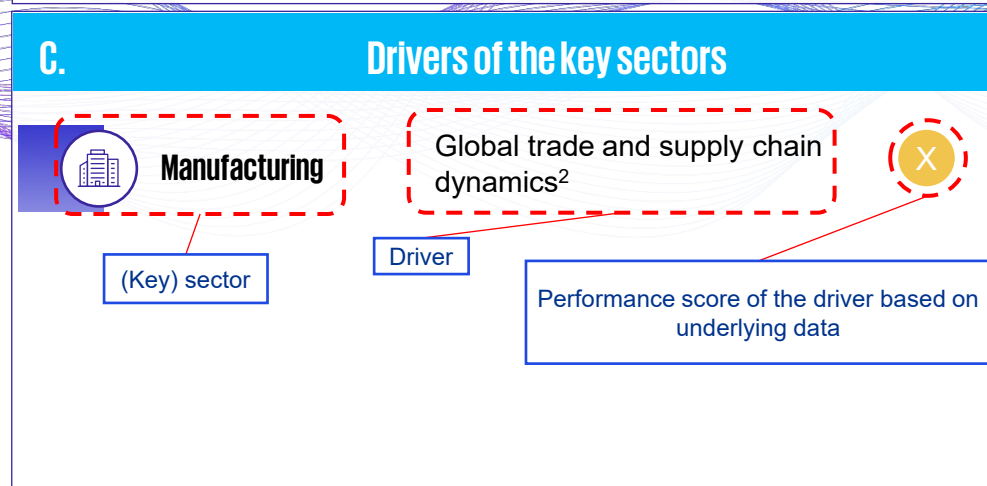 C.
Drivers of the key sectors
Manufacturing
Global trade and supply chain
dynamics²
X
(Key) sector
Driver
Performance score of the driver based on
underlying data